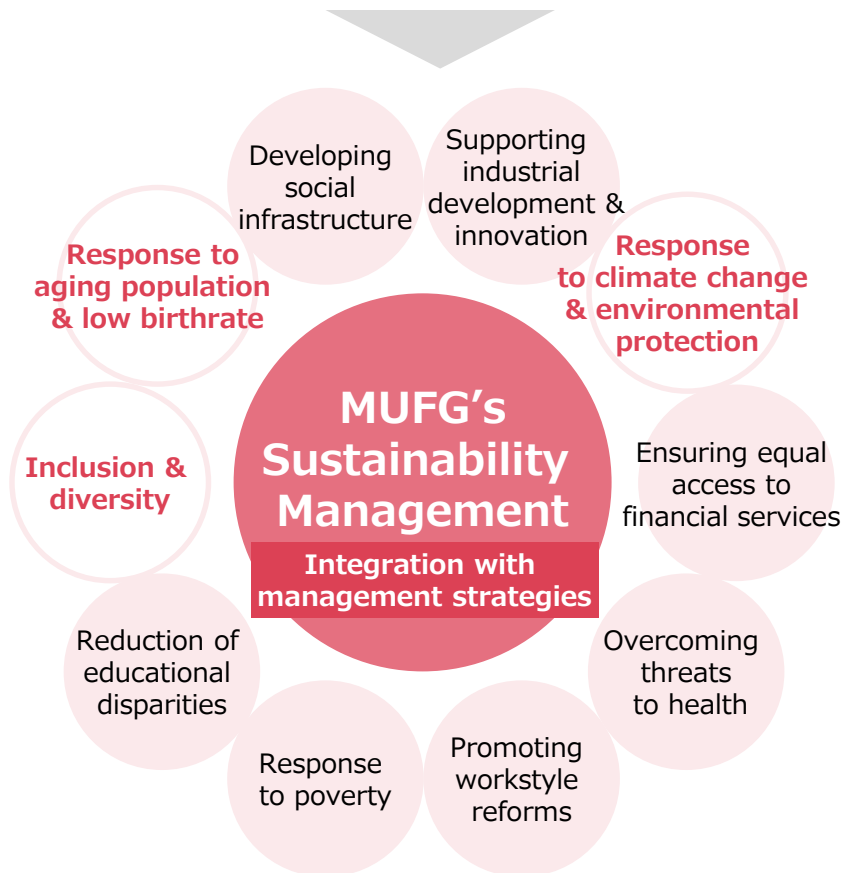 Developing
social
infrastructure
Supporting
industrial
development &
innovation
Response to
aging population
& low birthrate
Response
to climate change
& environmental
protection
MUFG’s
Sustainability
Management
Integration with
management strategies
Inclusion &
diversity
Ensuring equal
access to
financial services
Reduction of
educational
disparities
Overcoming
threats
to health
Response
to poverty
Promoting
workstyle
reforms